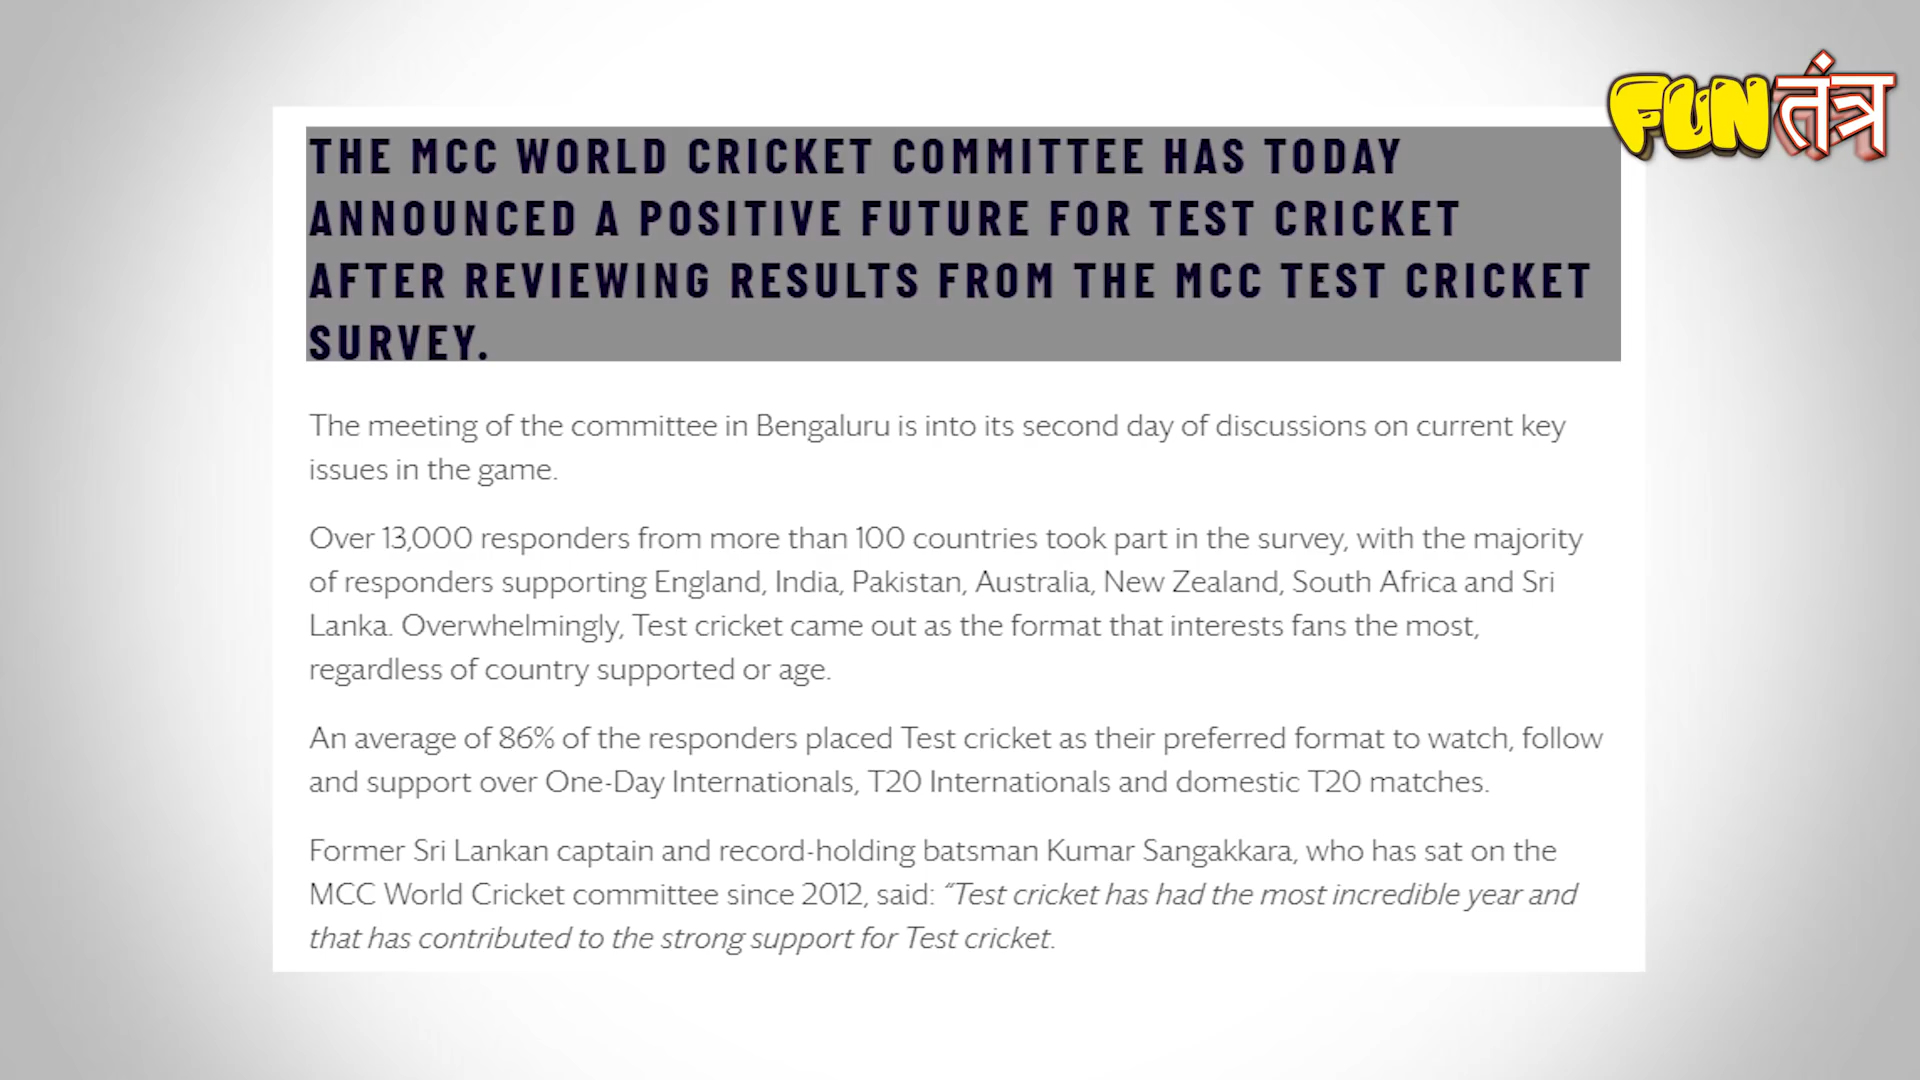 FUNतंत्र
THE MCC WORLD CRICKET COMMITTEE HAS TODAY
ANNOUNCED A POSITIVE FUTURE FOR TEST CRICKET
AFTER REVIEWING RESULTS FROM THE MCC TEST CRICKET
SURVEY.
The meeting of the committee in Bengaluru is into its second day of discussions on current key
issues in the game.
Over 13,000 responders from more than 100 countries took part in the survey, with the majority
of responders supporting England, India, Pakistan, Australia, New Zealand, South Africa and Sri
Lanka. Overwhelmingly, Test cricket came out as the format that interests fans the most,
regardless of country supported or age.
An average of 86% of the responders placed Test cricket as their preferred format to watch, follow
and support over One-Day Internationals, T20 Internationals and domestic T20 matches.
Former Sri Lankan captain and record-holding batsman Kumar Sangakkara, who has sat on the
MCC World Cricket committee since 2012, said: “Test cricket has had the most incredible year and
that has contributed to the strong support for Test cricket.